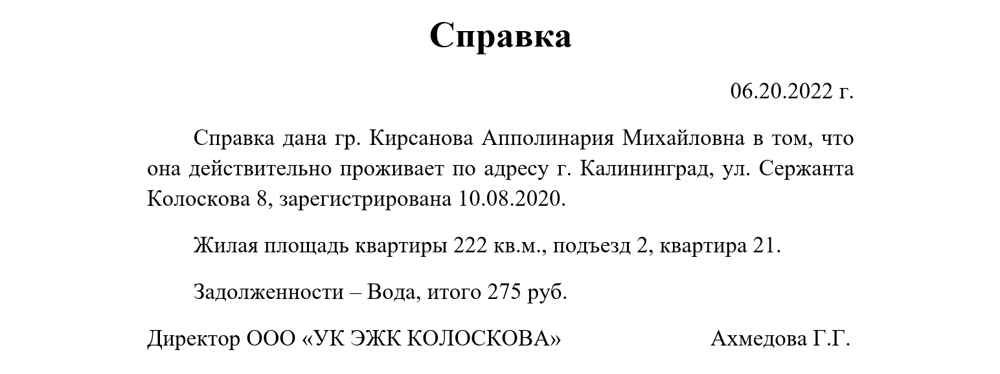 Справка
06.20.2022 г.
Справка дана гр. Кирсанова Апполинария Михайловна в том, что
она действительно проживает по адресу г. Калининград, ул. Сержанта
Колоскова 8, зарегистрирована 10.08.2020.
Жилая площадь квартиры 222 кв.м., подъезд 2, квартира 21.
Задолженности – Вода, итого 275 руб.
Директор ООО «УК ЭЖК КОЛОСКОВА» Ахмедова Г.Г.